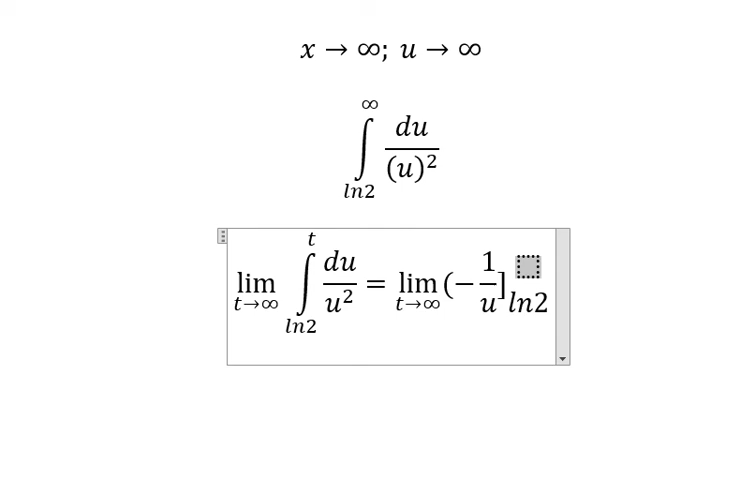 x → ∞; u → ∞
∫_{ln2}^{∞} du/(u)²
lim_{t→∞} ∫_{ln2}^{t} du/u² = lim_{t→∞} (−1/u]_{ln2}